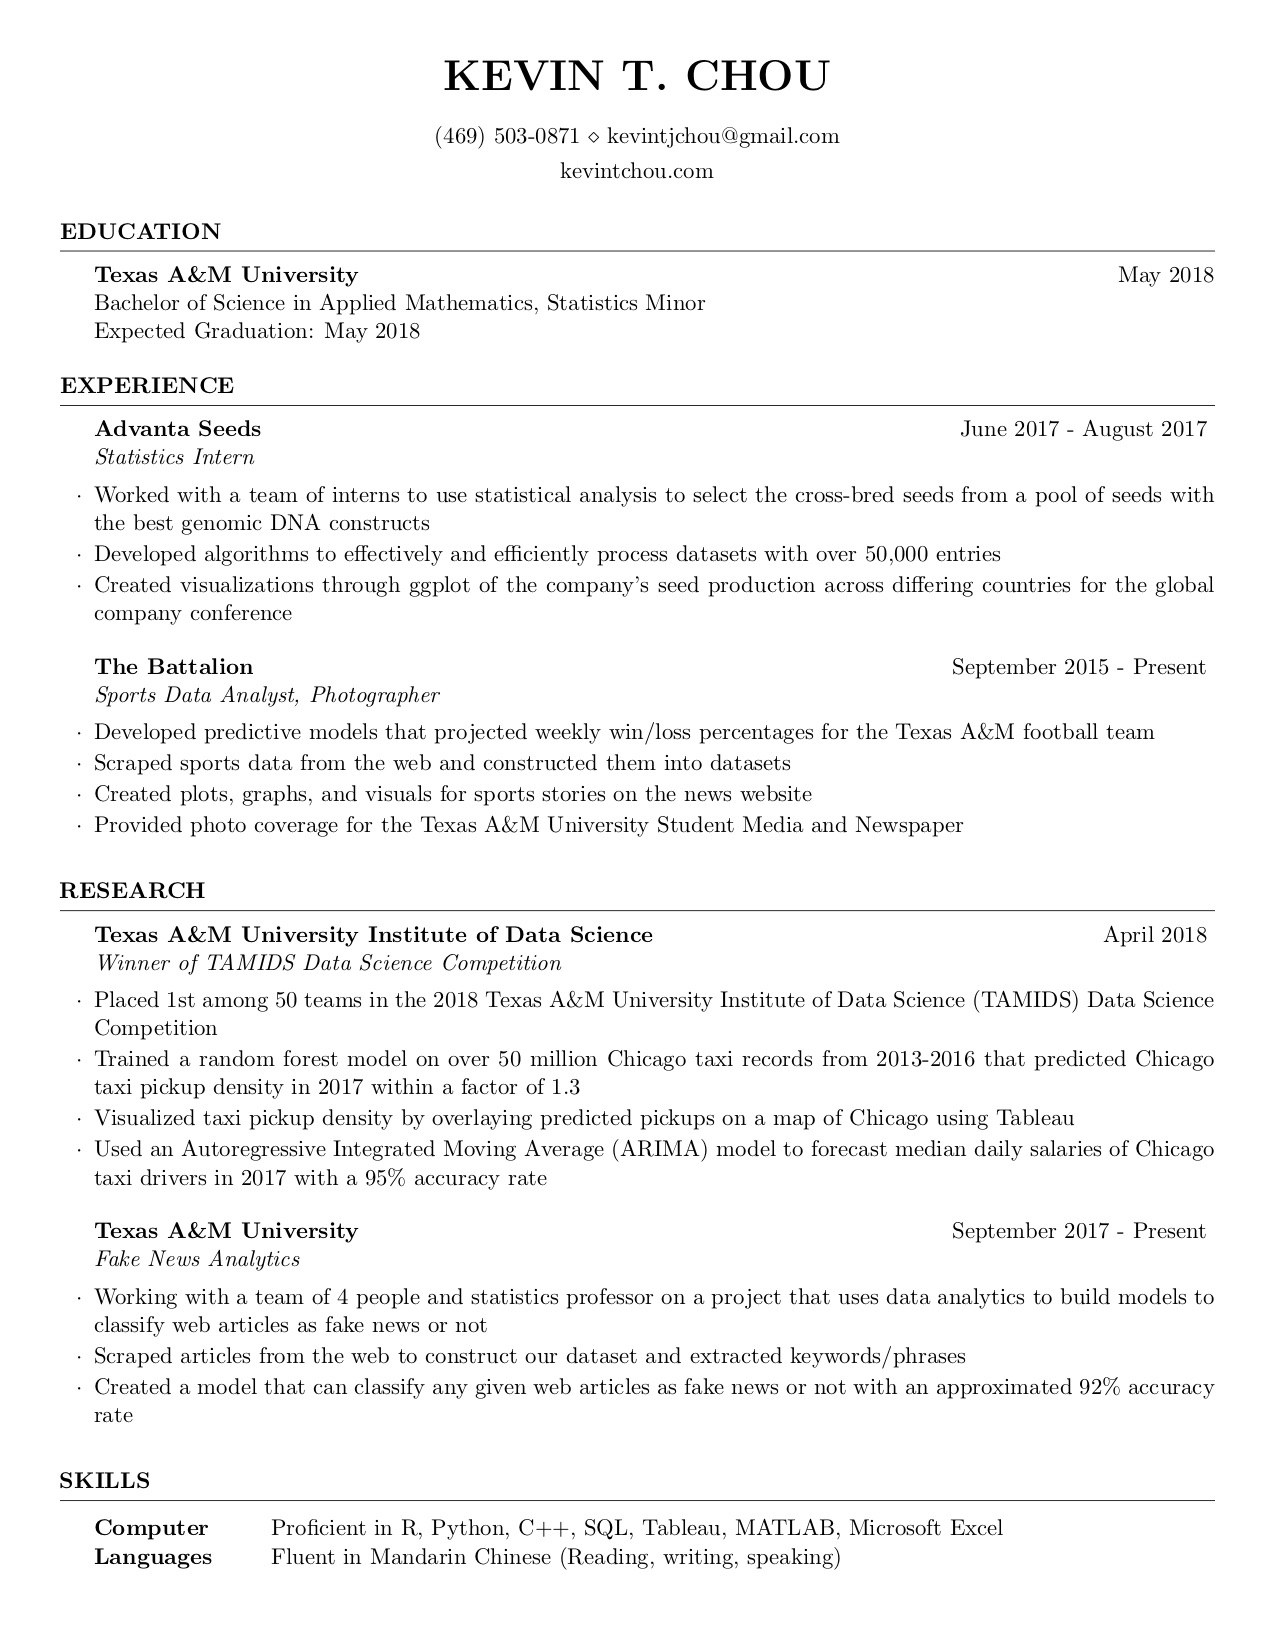 KEVIN T. CHOU
(469) 503-0871 ⋄ kevintjchou@gmail.com
kevintchou.com
EDUCATION
Texas A&M University May 2018
Bachelor of Science in Applied Mathematics, Statistics Minor
Expected Graduation: May 2018
EXPERIENCE
Advanta Seeds June 2017 - August 2017
Statistics Intern
· Worked with a team of interns to use statistical analysis to select the cross-bred seeds from a pool of seeds with
the best genomic DNA constructs
· Developed algorithms to effectively and efficiently process datasets with over 50,000 entries
· Created visualizations through ggplot of the company's seed production across differing countries for the global
company conference
The Battalion September 2015 - Present
Sports Data Analyst, Photographer
· Developed predictive models that projected weekly win/loss percentages for the Texas A&M football team
· Scraped sports data from the web and constructed them into datasets
· Created plots, graphs, and visuals for sports stories on the news website
· Provided photo coverage for the Texas A&M University Student Media and Newspaper
RESEARCH
Texas A&M University Institute of Data Science April 2018
Winner of TAMIDS Data Science Competition
· Placed 1st among 50 teams in the 2018 Texas A&M University Institute of Data Science (TAMIDS) Data Science
Competition
· Trained a random forest model on over 50 million Chicago taxi records from 2013-2016 that predicted Chicago
taxi pickup density in 2017 within a factor of 1.3
· Visualized taxi pickup density by overlaying predicted pickups on a map of Chicago using Tableau
· Used an Autoregressive Integrated Moving Average (ARIMA) model to forecast median daily salaries of Chicago
taxi drivers in 2017 with a 95% accuracy rate
Texas A&M University September 2017 - Present
Fake News Analytics
· Working with a team of 4 people and statistics professor on a project that uses data analytics to build models to
classify web articles as fake news or not
· Scraped articles from the web to construct our dataset and extracted keywords/phrases
· Created a model that can classify any given web articles as fake news or not with an approximated 92% accuracy
rate
SKILLS
Computer Proficient in R, Python, C++, SQL, Tableau, MATLAB, Microsoft Excel
Languages Fluent in Mandarin Chinese (Reading, writing, speaking)